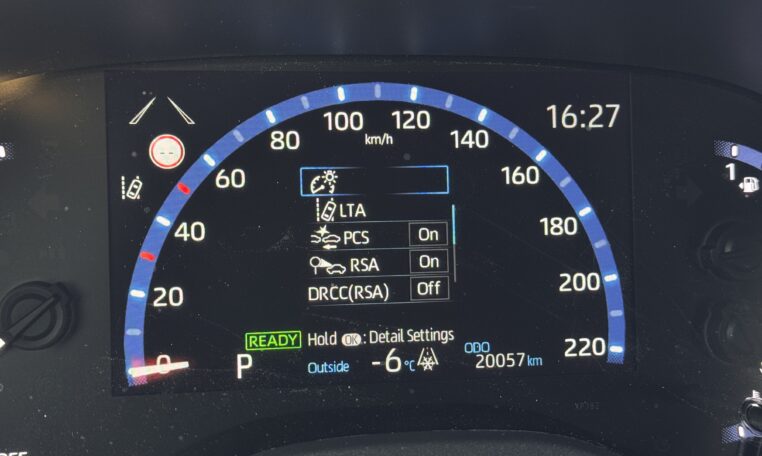 16:27
100
120
80
km/h
140
60
160
LTA
40
180
PCS On
RSA On
20
DRCC(RSA) Off
200
READY Hold OK : Detail Settings
220
0
P
Outside -6°C
ODO
20057 km
1